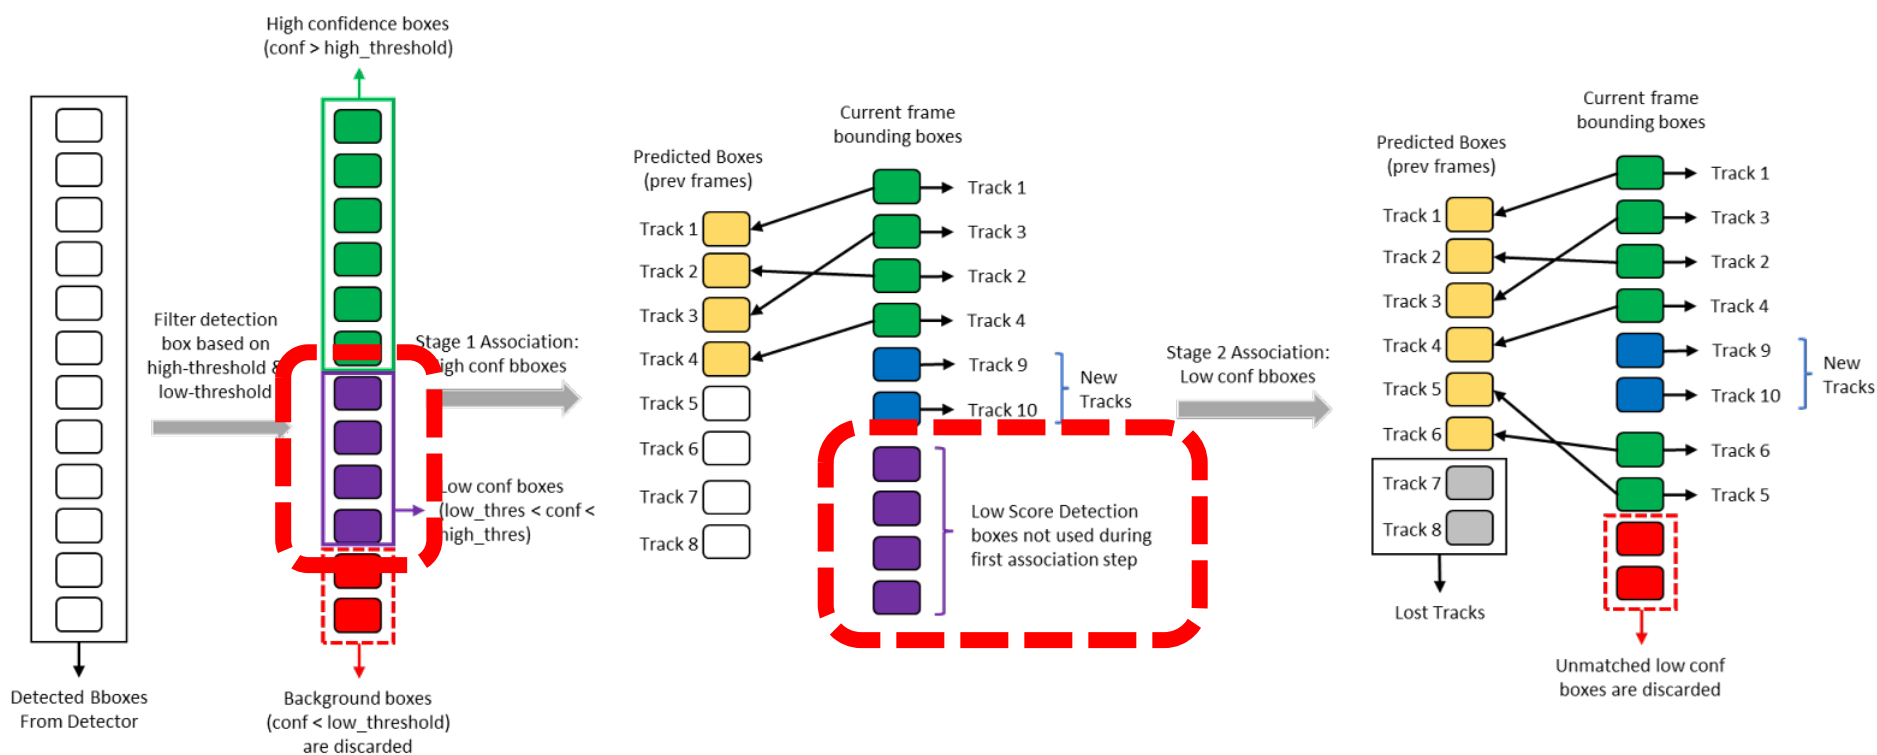 High confidence boxes
(conf > high_threshold)
Detected Bboxes
From Detector
Filter detection
box based on
high-threshold &
low-threshold
Background boxes
(conf < low_threshold)
are discarded
Stage 1 Association:
conf bboxes
Low conf boxes
(low_thres < conf <
high_thres)
Predicted Boxes
(prev frames)
Track 1
Track 2
Track 3
Track 4
Track 5
Track 6
Track 7
Track 8
Current frame
bounding boxes
Track 1
Track 3
Track 2
Track 4
Track 9
Track 10
New
Tracks
Low Score Detection
boxes not used during
first association step
Stage 2 Association:
Low conf bboxes
Predicted Boxes
(prev frames)
Track 1
Track 2
Track 3
Track 4
Track 5
Track 6
Track 7
Track 8
Lost Tracks
Current frame
bounding boxes
Track 1
Track 3
Track 2
Track 4
Track 9
Track 10
New
Tracks
Track 6
Track 5
Unmatched low conf
boxes are discarded